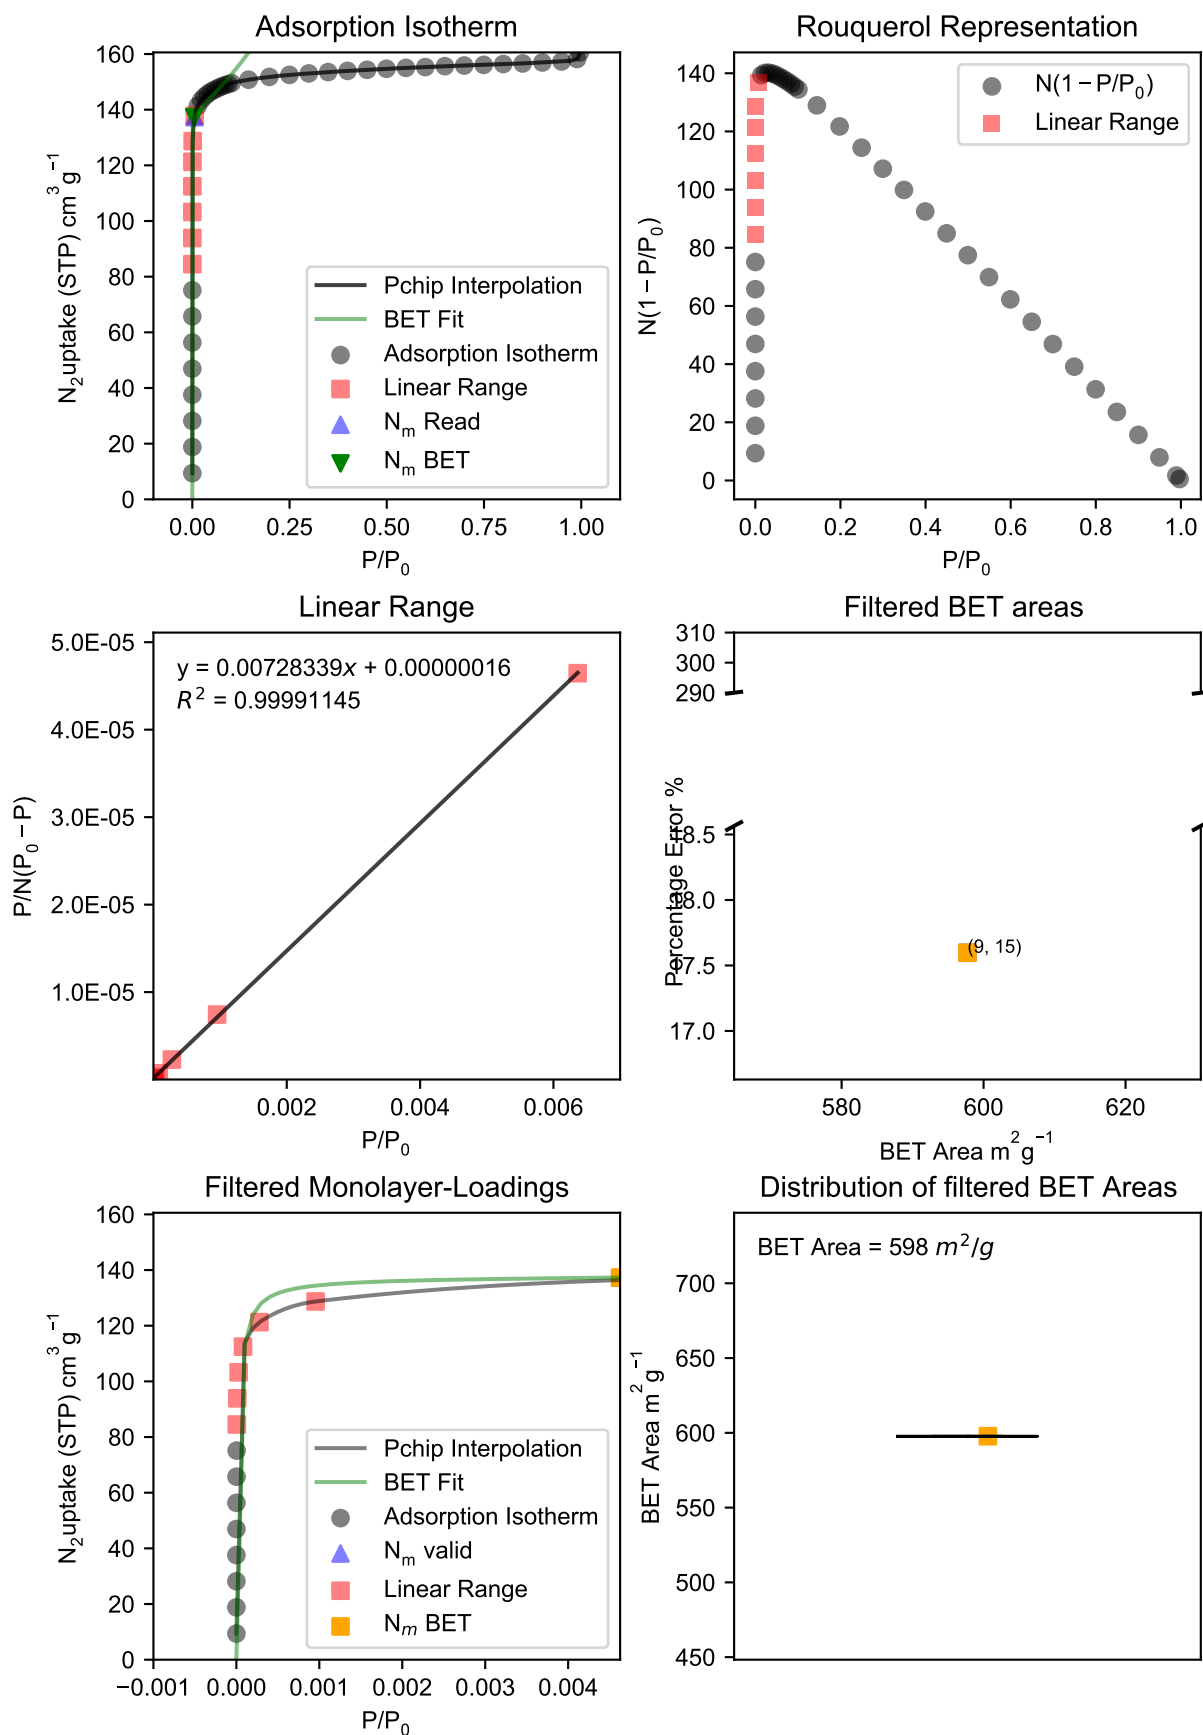 Adsorption Isotherm
N₂uptake (STP) cm³g⁻¹
160
140
120
100
80
60
40
20
0
0.00 0.25 0.50 0.75 1.00
P/P₀
Pchip Interpolation
BET Fit
Adsorption Isotherm
Linear Range
Nₘ Read
Nₘ BET
Rouquerol Representation
N(1−P/P₀)
140
120
100
80
60
40
20
0
0.0 0.2 0.4 0.6 0.8 1.0
P/P₀
N(1−P/P₀)
Linear Range
Linear Range
P/N(P₀−P)
5.0E-05
4.0E-05
3.0E-05
2.0E-05
1.0E-05
y = 0.00728339x + 0.00000016
R² = 0.99991145
0.002 0.004 0.006
P/P₀
Filtered BET areas
310
300
290
Percentage Error %
18.5
18.0
17.5
17.0
(9, 15)
580 600 620
BET Area m²g⁻¹
Filtered Monolayer-Loadings
N₂uptake (STP) cm³g⁻¹
160
140
120
100
80
60
40
20
0
−0.001 0.000 0.001 0.002 0.003 0.004
P/P₀
Pchip Interpolation
BET Fit
Adsorption Isotherm
Nₘ valid
Linear Range
Nₘ BET
Distribution of filtered BET Areas
BET Area m²g⁻¹
BET Area = 598 m²/g
700
650
600
550
500
450